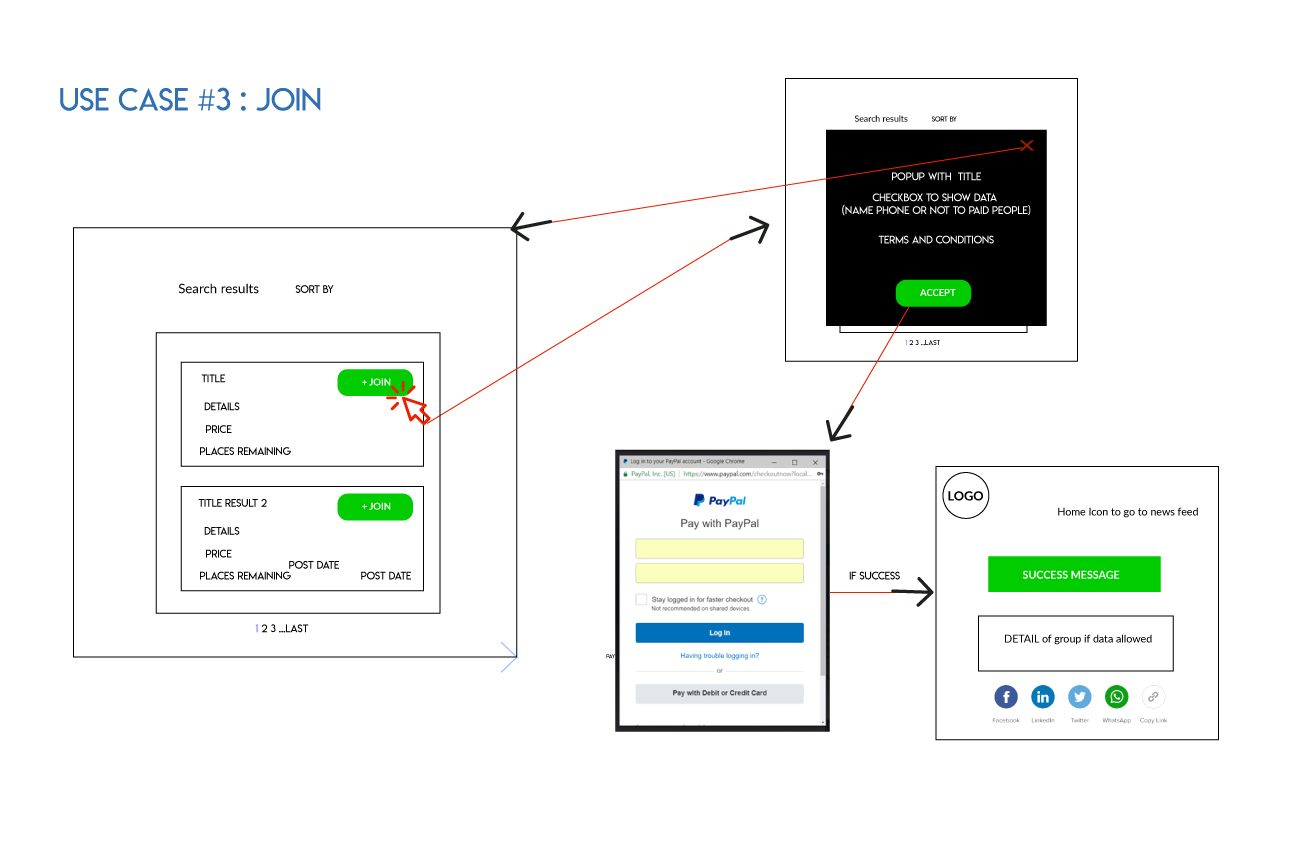 USE CASE #3 : JOIN
Search results SORT BY
TITLE
+ JOIN
DETAILS
PRICE
PLACES REMAINING
TITLE RESULT 2
+ JOIN
DETAILS
PRICE
POST DATE
PLACES REMAINING
POST DATE
1 2 3 ...LAST
Search results SORT BY
POPUP WITH TITLE
CHECKBOX TO SHOW DATA
(NAME PHONE OR NOT TO PAID PEOPLE)
TERMS AND CONDITIONS
ACCEPT
1 2 3 ...LAST
PAY
Log in to your PayPal account - Google Chrome
PayPal, Inc. [US] | https://www.paypal.com/checkoutnow?local...
PayPal
Pay with PayPal
Stay logged in for faster checkout ?
Not recommended on shared devices.
Log In
Having trouble logging in?
or
Pay with Debit or Credit Card
IF SUCCESS
LOGO
Home Icon to go to news feed
SUCCESS MESSAGE
DETAIL of group if data allowed
Facebook LinkedIn Twitter WhatsApp Copy Link